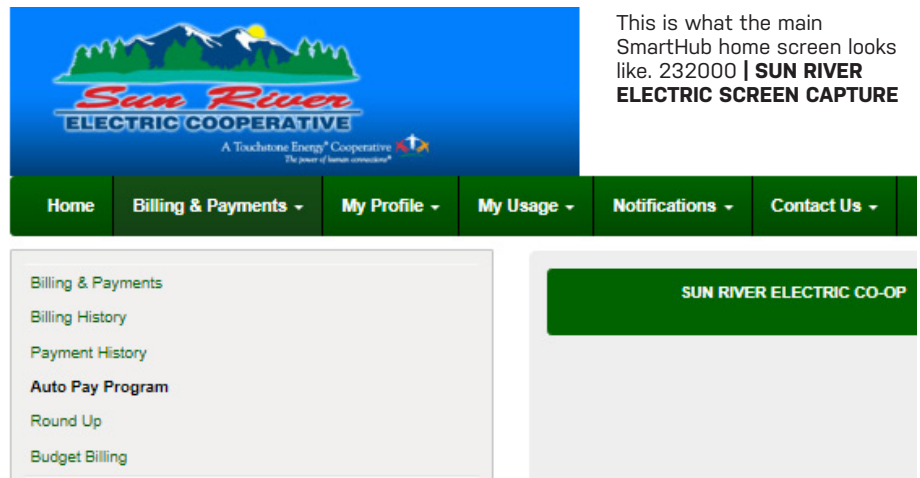 Sun River
ELECTRIC COOPERATIVE
A Touchstone Energy® Cooperative
The power of human connections®
This is what the main
SmartHub home screen looks
like. 232000 | SUN RIVER
ELECTRIC SCREEN CAPTURE
Home Billing & Payments My Profile My Usage Notifications Contact Us
Billing & Payments
Billing History
Payment History
Auto Pay Program
Round Up
Budget Billing
SUN RIVER ELECTRIC CO-OP